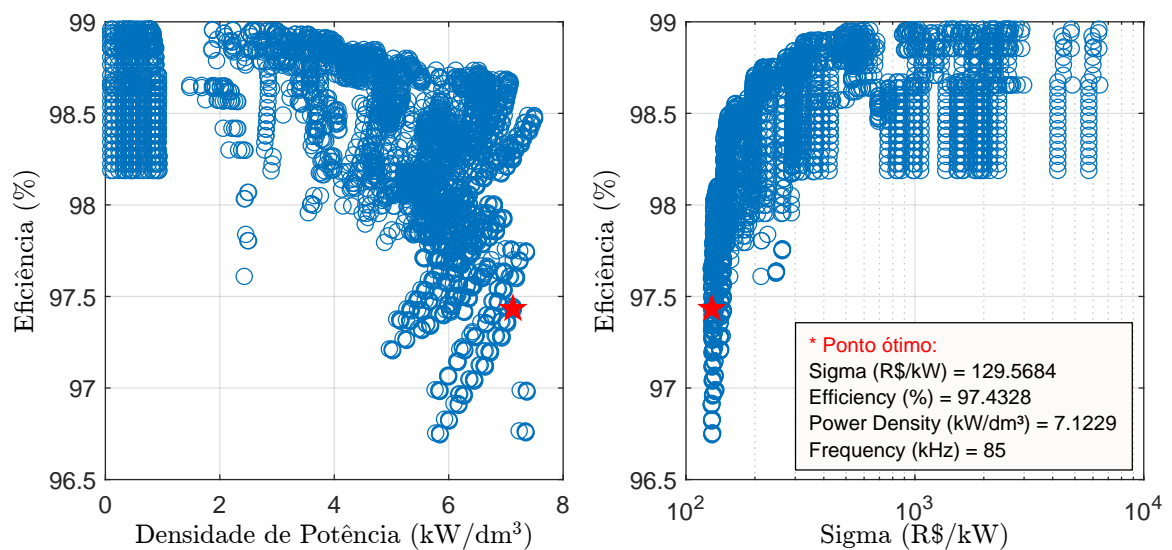 99
98.5
98
97.5
97
96.5
0
2
4
6
8
Eficiência (%)
Densidade de Potência (kW/dm³)
99
98.5
98
97.5
97
96.5
10²
10³
10⁴
Eficiência (%)
Sigma (R$/kW)
* Ponto ótimo:
Sigma (R$/kW) = 129.5684
Efficiency (%) = 97.4328
Power Density (kW/dm³) = 7.1229
Frequency (kHz) = 85